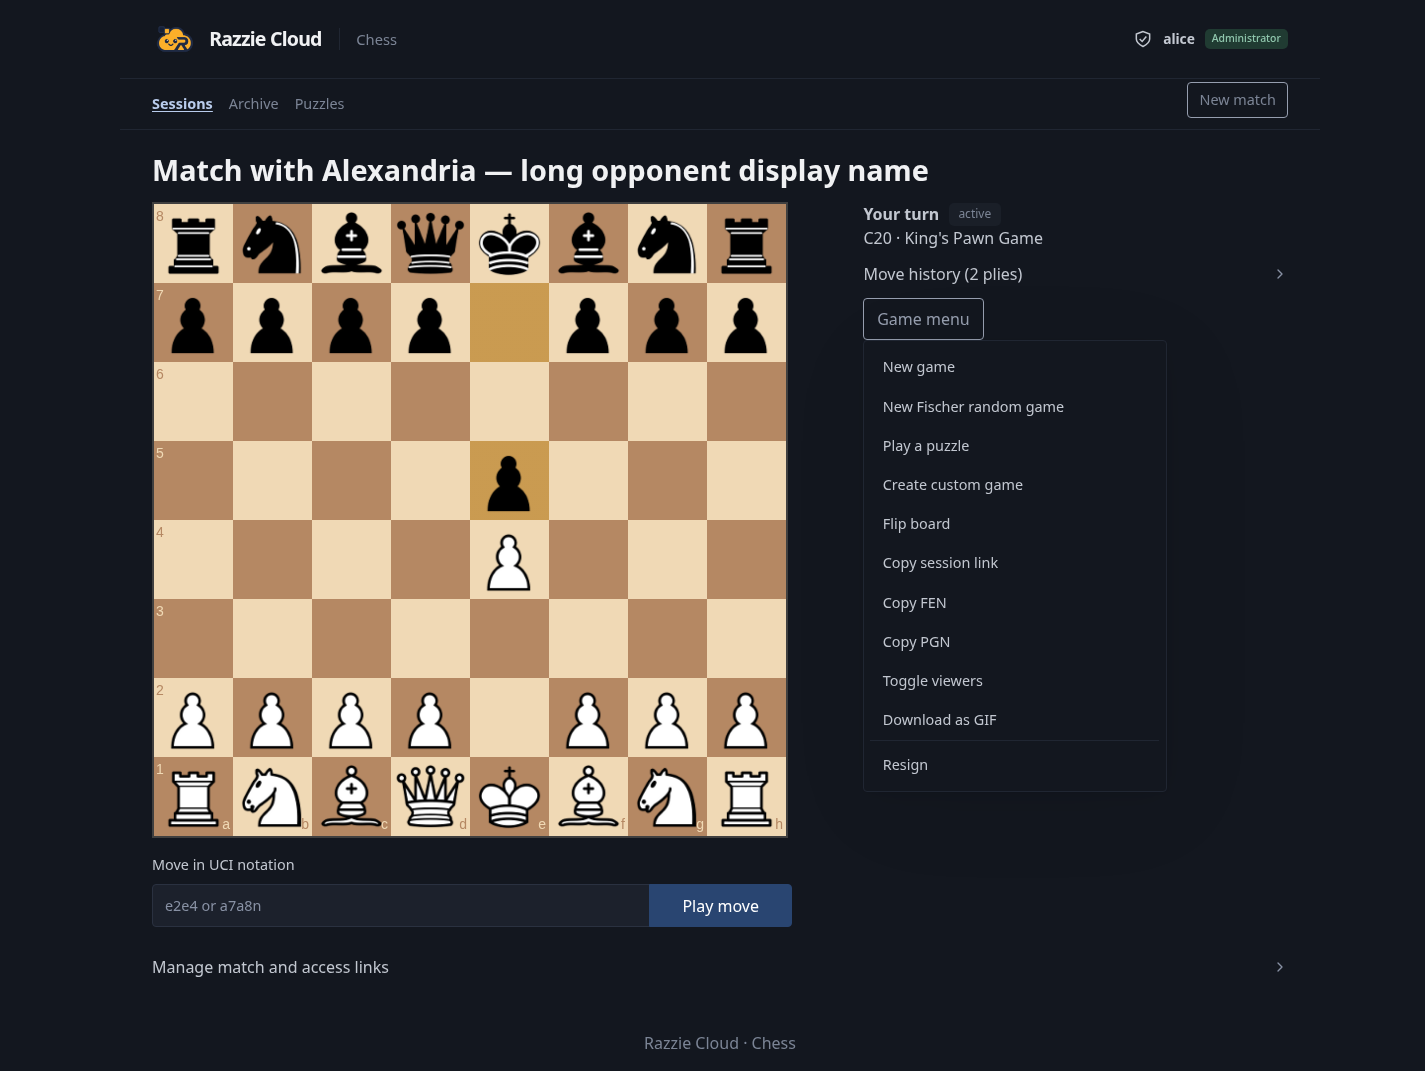 Razzie Cloud
Chess
alice
Administrator
Sessions
Archive
Puzzles
New match
Match with Alexandria — long opponent display name
8
7
6
5
4
3
2
1
a
b
c
d
e
f
g
h
Your turn
active
C20 · King's Pawn Game
Move history (2 plies)
Game menu
New game
New Fischer random game
Play a puzzle
Create custom game
Flip board
Copy session link
Copy FEN
Copy PGN
Toggle viewers
Download as GIF
Resign
Move in UCI notation
e2e4 or a7a8n
Play move
Manage match and access links
Razzie Cloud · Chess